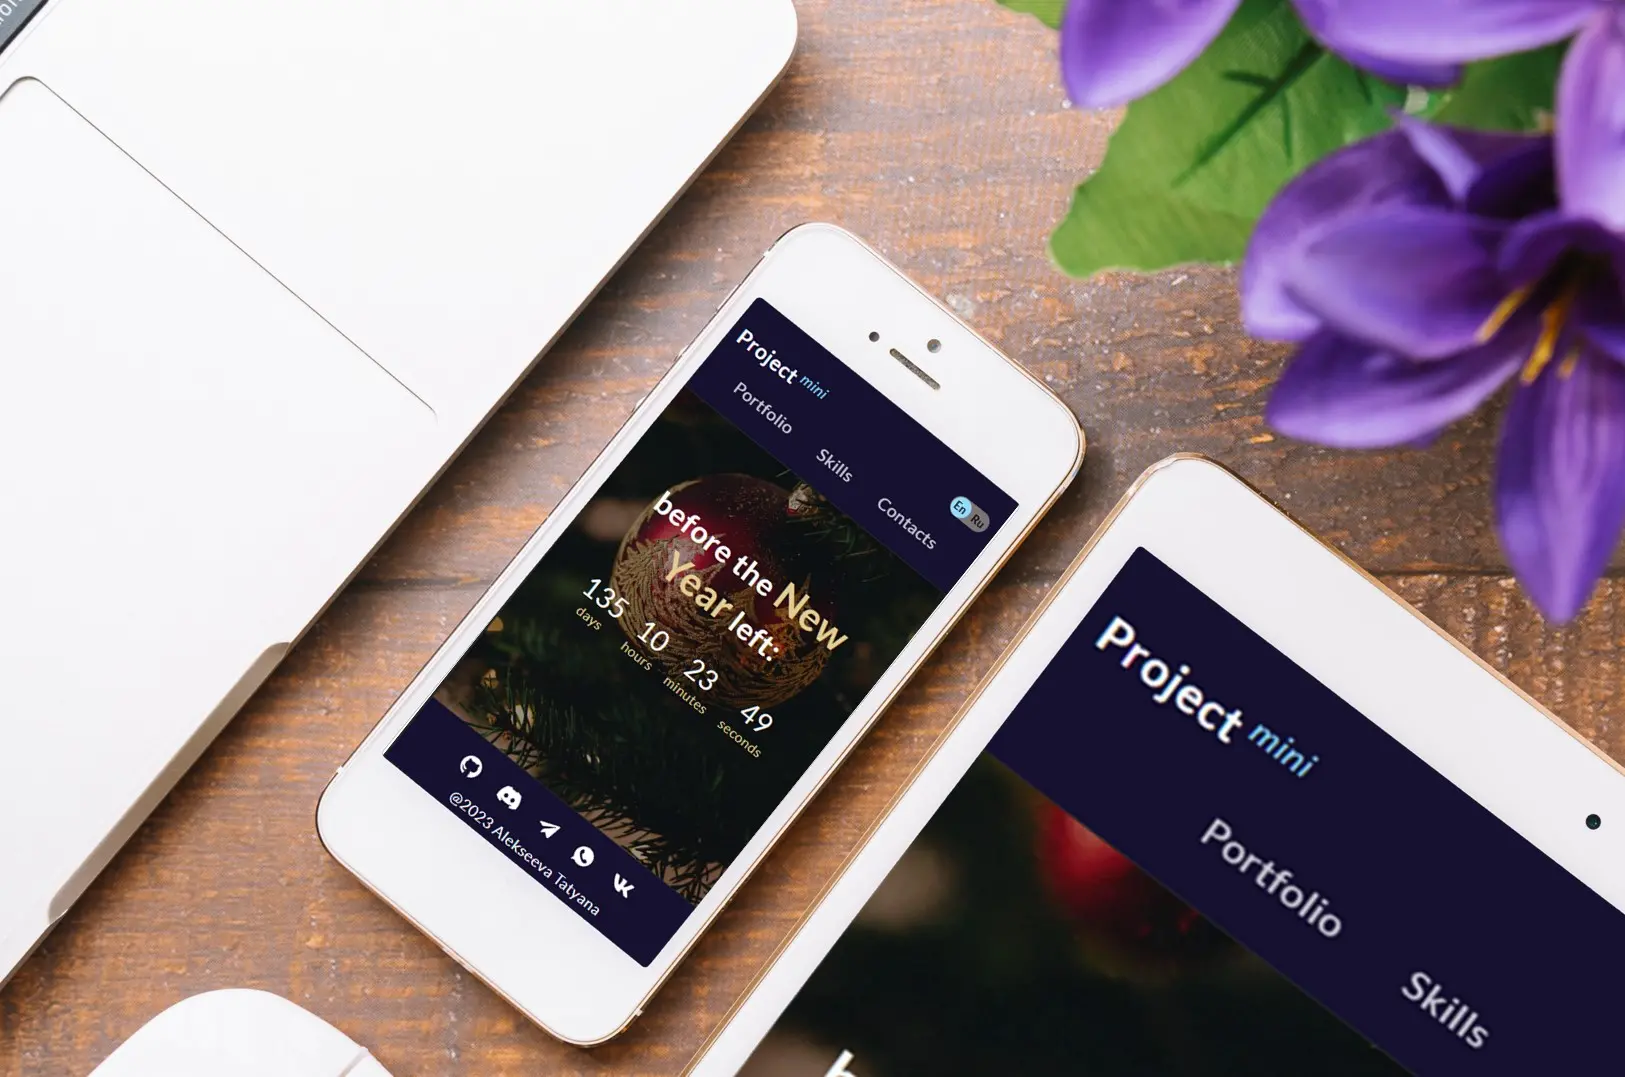 Project mini
Portfolio
Skills
Contacts
En Ru
before the New
Year left:
135
days
10
hours
23
minutes
49
seconds
@2023 Alekseeva Tatyana
Project mini
Portfolio
Skills